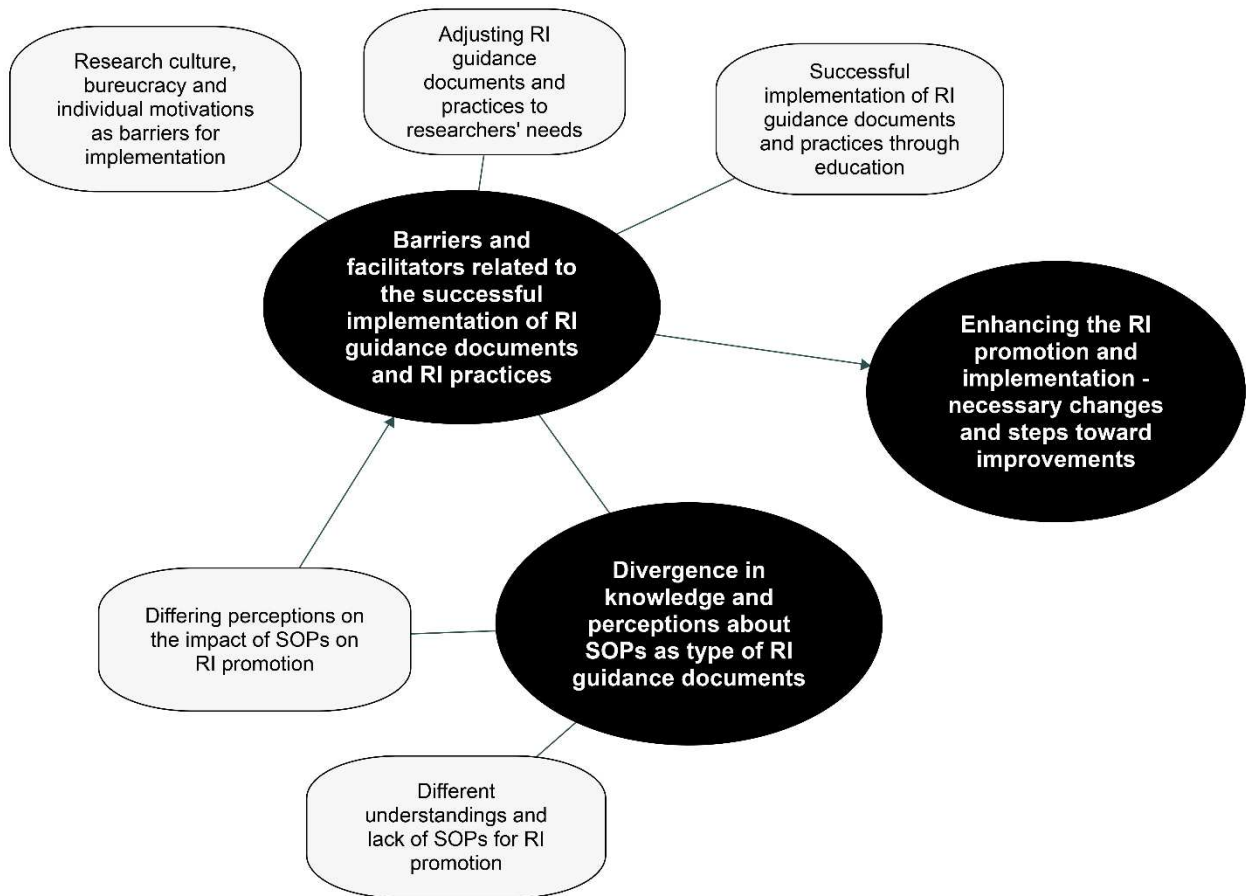 Research culture,
bureucracy and
individual motivations
as barriers for
implementation
Adjusting RI
guidance
documents and
practices to
researchers' needs
Successful
implementation of RI
guidance documents
and practices through
education
Barriers and
facilitators related to
the successful
implementation of RI
guidance documents
and RI practices
Enhancing the RI
promotion and
implementation -
necessary changes
and steps toward
improvements
Differing perceptions on
the impact of SOPs on
RI promotion
Divergence in
knowledge and
perceptions about
SOPs as type of RI
guidance documents
Different
understandings and
lack of SOPs for RI
promotion